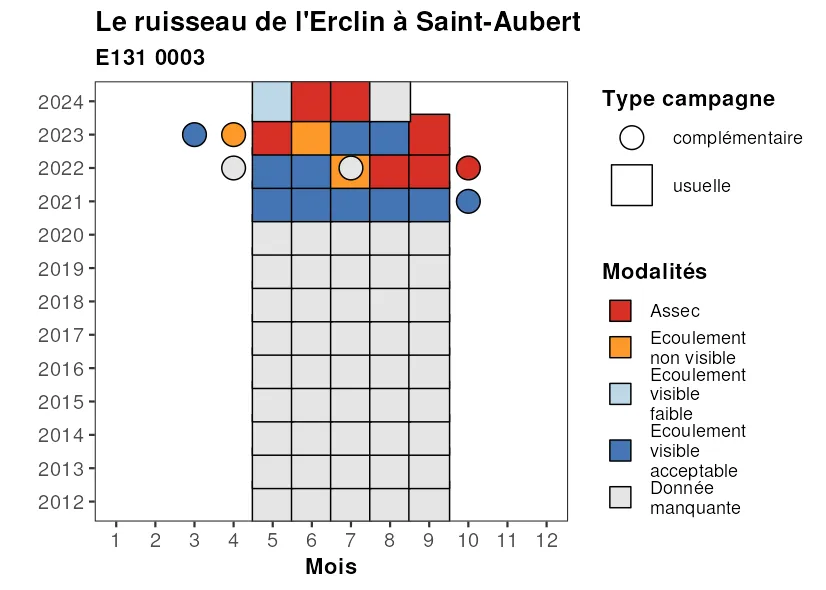 Le ruisseau de l'Erclin à Saint-Aubert
E131 0003
2024
2023
2022
2021
2020
2019
2018
2017
2016
2015
2014
2013
2012
1 2 3 4 5 6 7 8 9 10 11 12
Mois
Type campagne
complémentaire
usuelle
Modalités
Assec
Ecoulement
non visible
Ecoulement
visible
faible
Ecoulement
visible
acceptable
Donnée
manquante